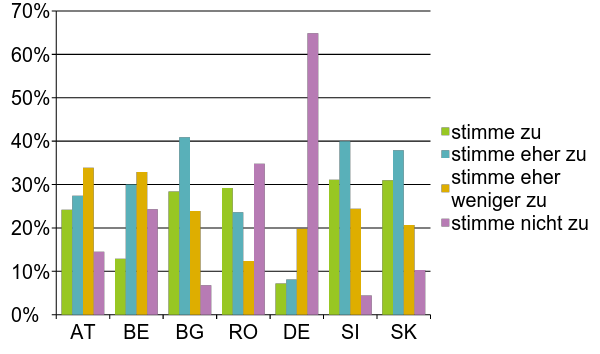 70%
60%
50%
40%
30%
20%
10%
0%
AT BE BG RO DE SI SK
stimme zu
stimme eher zu
stimme eher
weniger zu
stimme nicht zu